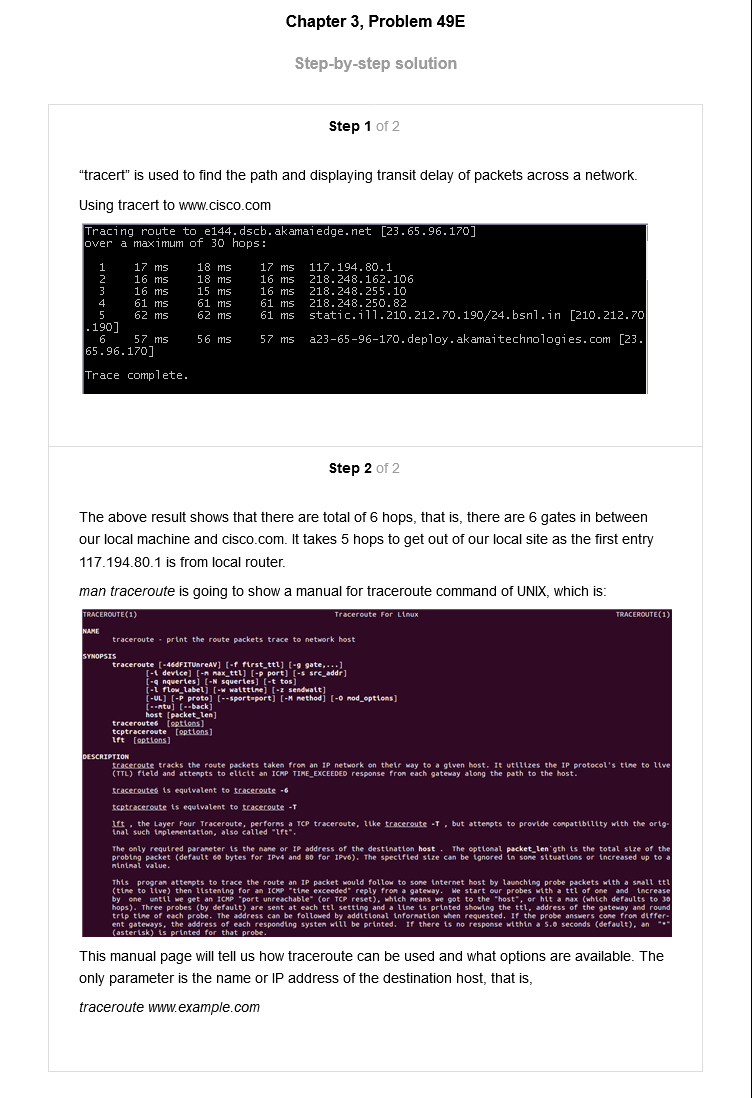 Chapter 3, Problem 49E
Step-by-step solution
Step 1 of 2
“tracert” is used to find the path and displaying transit delay of packets across a network.
Using tracert to www.cisco.com
Tracing route to e144.dscb.akamaiedge.net [23.65.96.170]
over a maximum of 30 hops:
1 17 ms 18 ms 17 ms 117.194.80.1
2 16 ms 18 ms 16 ms 218.248.162.106
3 16 ms 15 ms 16 ms 218.248.255.10
4 61 ms 61 ms 61 ms 218.248.250.82
5 62 ms 62 ms 61 ms static.ill.210.212.70.190/24.bsnl.in [210.212.70
.190]
6 57 ms 56 ms 57 ms a23-65-96-170.deploy.akamaitechnologies.com [23.
65.96.170]
Trace complete.
Step 2 of 2
The above result shows that there are total of 6 hops, that is, there are 6 gates in between
our local machine and cisco.com. It takes 5 hops to get out of our local site as the first entry
117.194.80.1 is from local router.
man traceroute is going to show a manual for traceroute command of UNIX, which is:
TRACEROUTE(1) Traceroute For Linux TRACEROUTE(1)
NAME
traceroute - print the route packets trace to network host
SYNOPSIS
traceroute [-46dFITUnreAV] [-f first_ttl] [-g gate,...]
[-i device] [-m max_ttl] [-p port] [-s src_addr]
[-q nqueries] [-N squeries] [-t tos]
[-l flow_label] [-w waittime] [-z sendwait]
[-UL] [-P proto] [--sport=port] [-M method] [-O mod_options]
[--mtu] [--back]
host [packet_len]
traceroute6 [options]
tcptraceroute [options]
lft [options]
DESCRIPTION
traceroute tracks the route packets taken from an IP network on their way to a given host. It utilizes the IP protocol's time to live
(TTL) field and attempts to elicit an ICMP TIME_EXCEEDED response from each gateway along the path to the host.
traceroute6 is equivalent to traceroute -6
tcptraceroute is equivalent to traceroute -T
lft , the Layer Four Traceroute, performs a TCP traceroute, like traceroute -T , but attempts to provide compatibility with the orig-
inal such implementation, also called "lft".
The only required parameter is the name or IP address of the destination host . The optional packet_len`gth is the total size of the
probing packet (default 60 bytes for IPv4 and 80 for IPv6). The specified size can be ignored in some situations or increased up to a
minimal value.
This program attempts to trace the route an IP packet would follow to some internet host by launching probe packets with a small ttl
(time to live) then listening for an ICMP "time exceeded" reply from a gateway. We start our probes with a ttl of one and increase
by one until we get an ICMP "port unreachable" (or TCP reset), which means we got to the "host", or hit a max (which defaults to 30
hops). Three probes (by default) are sent at each ttl setting and a line is printed showing the ttl, address of the gateway and round
trip time of each probe. The address can be followed by additional information when requested. If the probe answers come from differ-
ent gateways, the address of each responding system will be printed. If there is no response within a 5.0 seconds (default), an "*"
(asterisk) is printed for that probe.
This manual page will tell us how traceroute can be used and what options are available. The
only parameter is the name or IP address of the destination host, that is,
traceroute www.example.com